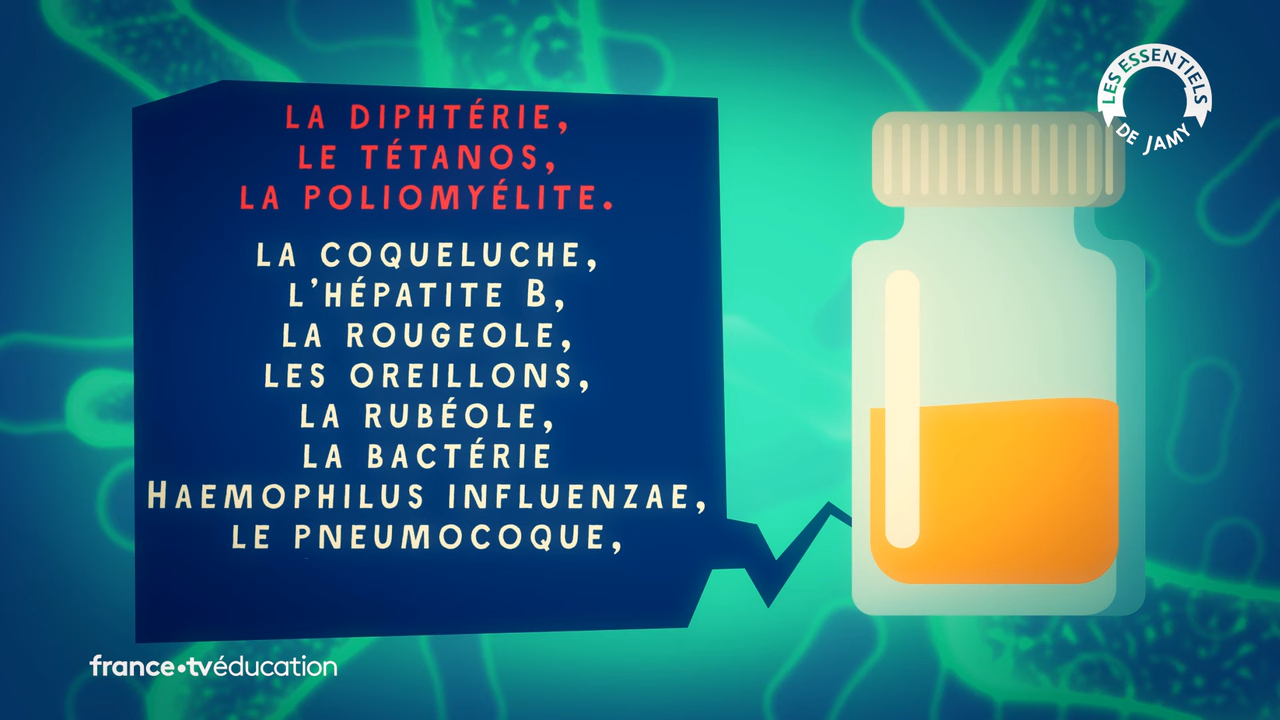 LES ESSENTIELS
DE JAMY
LA DIPHTÉRIE,
LE TÉTANOS,
LA POLIOMYÉLITE.
LA COQUELUCHE,
L'HÉPATITE B,
LA ROUGEOLE,
LES OREILLONS,
LA RUBÉOLE,
LA BACTÉRIE
HAEMOPHILUS INFLUENZAE,
LE PNEUMOCOQUE,
france•tvéducation